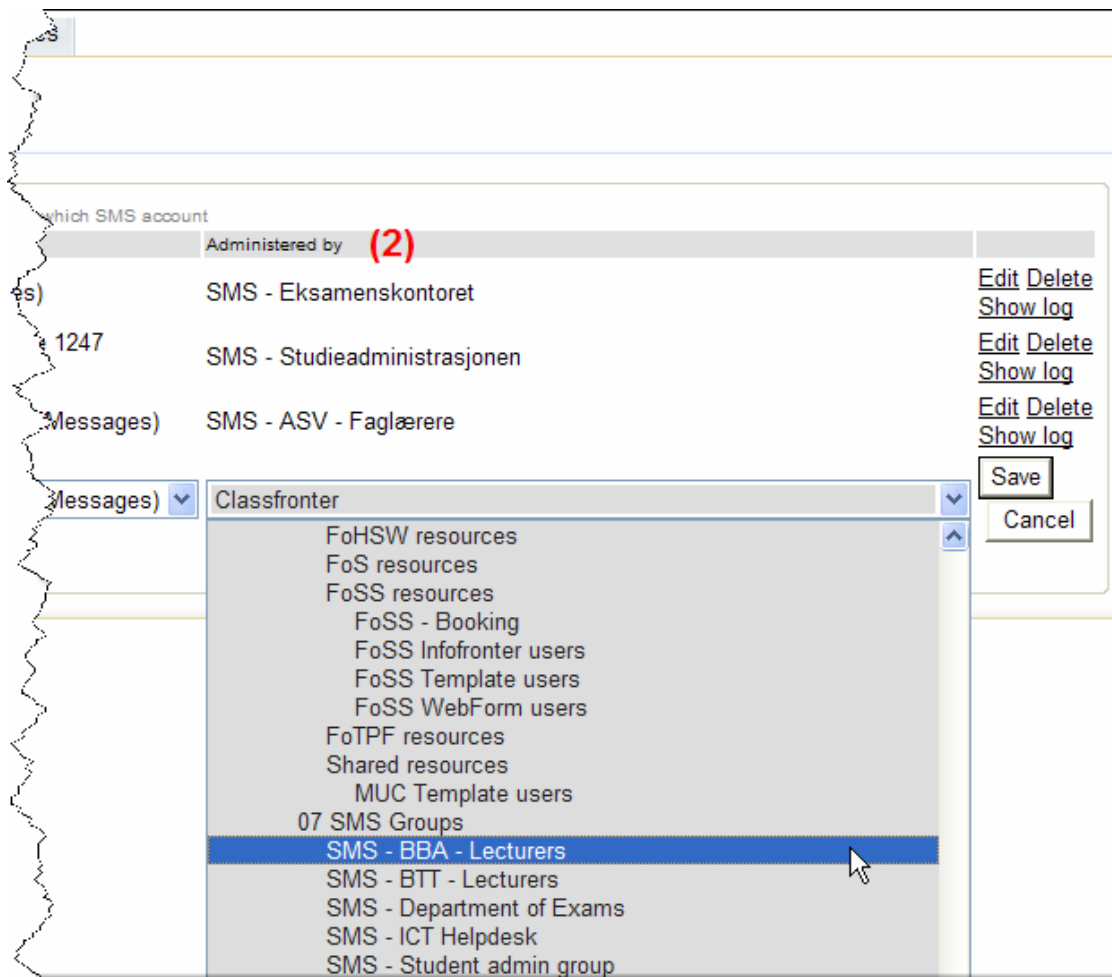 which SMS account
Administered by (2)
SMS - Eksamenskontoret Edit Delete
Show log
1247 SMS - Studieadministrasjonen Edit Delete
Show log
Messages) SMS - ASV - Faglærere Edit Delete
Show log
Messages) Classfronter Save
Cancel
FoHSW resources
FoS resources
FoSS resources
FoSS - Booking
FoSS Infofronter users
FoSS Template users
FoSS WebForm users
FoTPF resources
Shared resources
MUC Template users
07 SMS Groups
SMS - BBA - Lecturers
SMS - BTT - Lecturers
SMS - Department of Exams
SMS - ICT Helpdesk
SMS - Student admin group